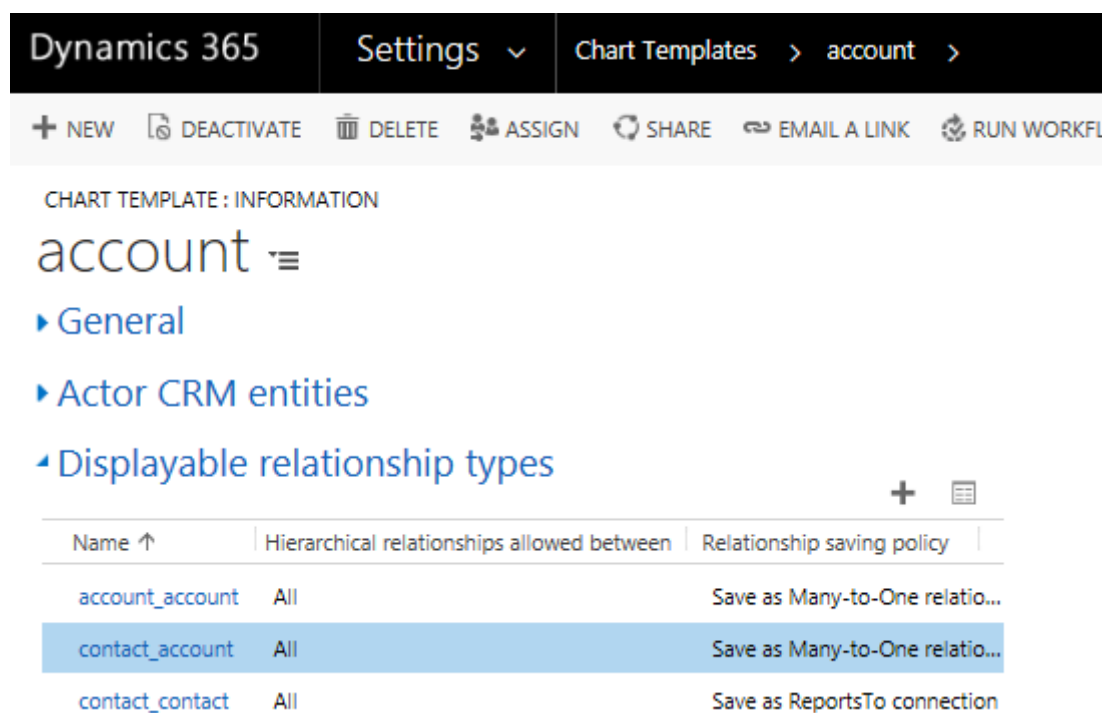 Dynamics 365 Settings Chart Templates > account >
NEW DEACTIVATE DELETE ASSIGN SHARE EMAIL A LINK RUN WORKFL
CHART TEMPLATE : INFORMATION
account
General
Actor CRM entities
Displayable relationship types
Name ↑ Hierarchical relationships allowed between Relationship saving policy
account_account All Save as Many-to-One relatio...
contact_account All Save as Many-to-One relatio...
contact_contact All Save as ReportsTo connection